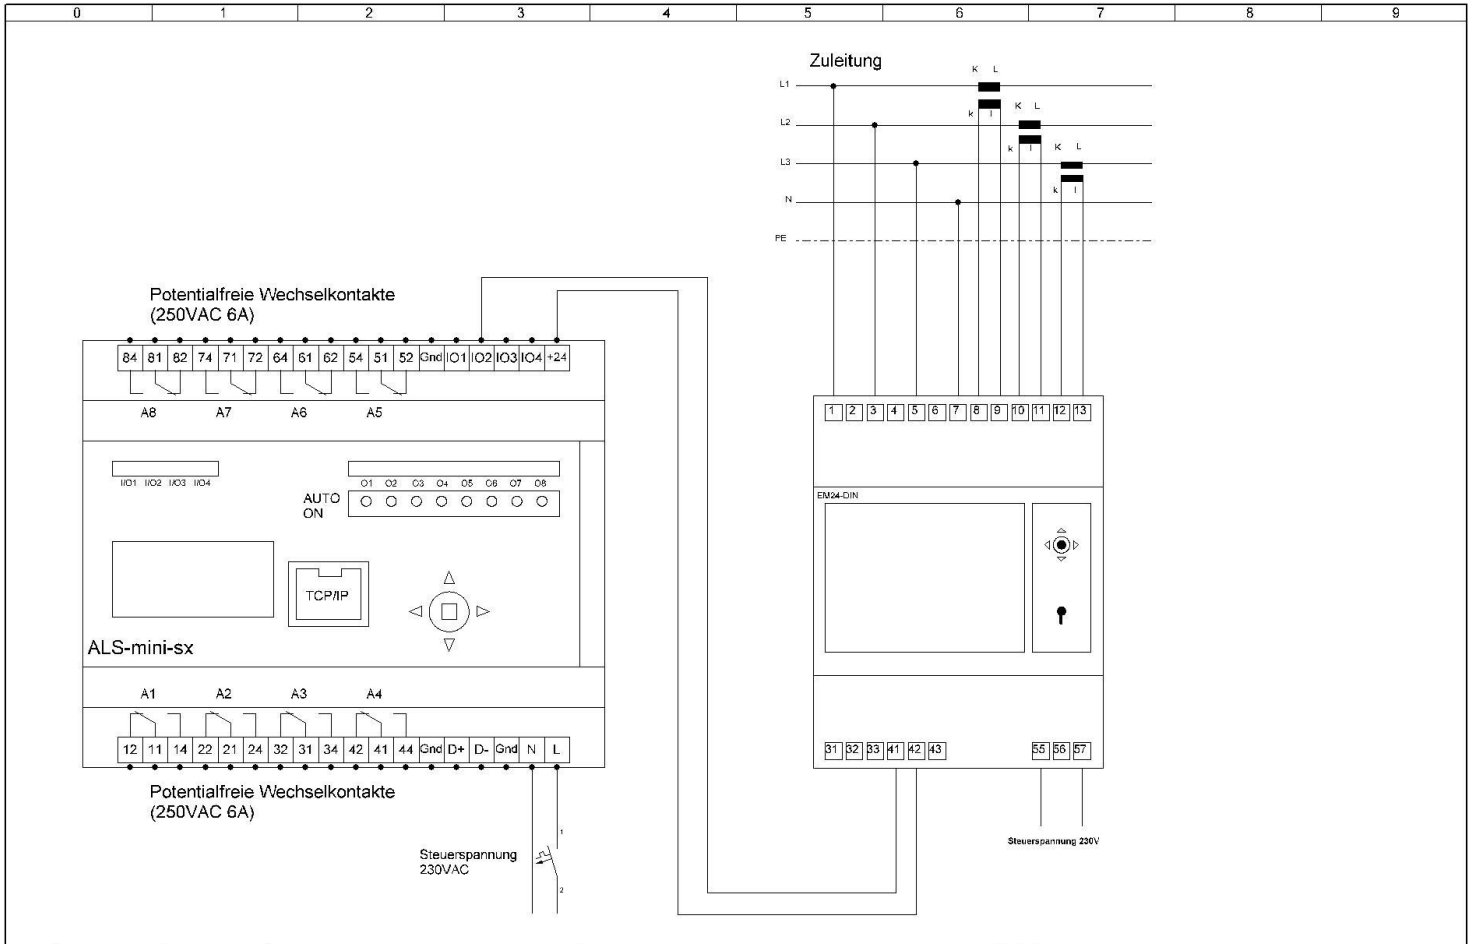 0 1 2 3 4 5 6 7 8 9
Zuleitung
K L
L1
k l
K L
L2
k l
K L
L3
k l
N
PE
Potentialfreie Wechselkontakte
(250VAC 6A)
84 81 82 74 71 72 64 61 62 54 51 52 Gnd IO1 IO2 IO3 IO4 +24
A8 A7 A6 A5
1 2 3 4 5 6 7 8 9 10 11 12 13
I/O1 I/O2 I/O3 I/O4
O1 O2 O3 O4 O5 O6 O7 O8
AUTO
ON
EM24-DIN
TCP/IP
ALS-mini-sx
A1 A2 A3 A4
12 11 14 22 21 24 32 31 34 42 41 44 Gnd D+ D- Gnd N L
31 32 33 41 42 43 55 56 57
Potentialfreie Wechselkontakte
(250VAC 6A)
1
Steuerspannung
230VAC
2
Steuerspannung 230V